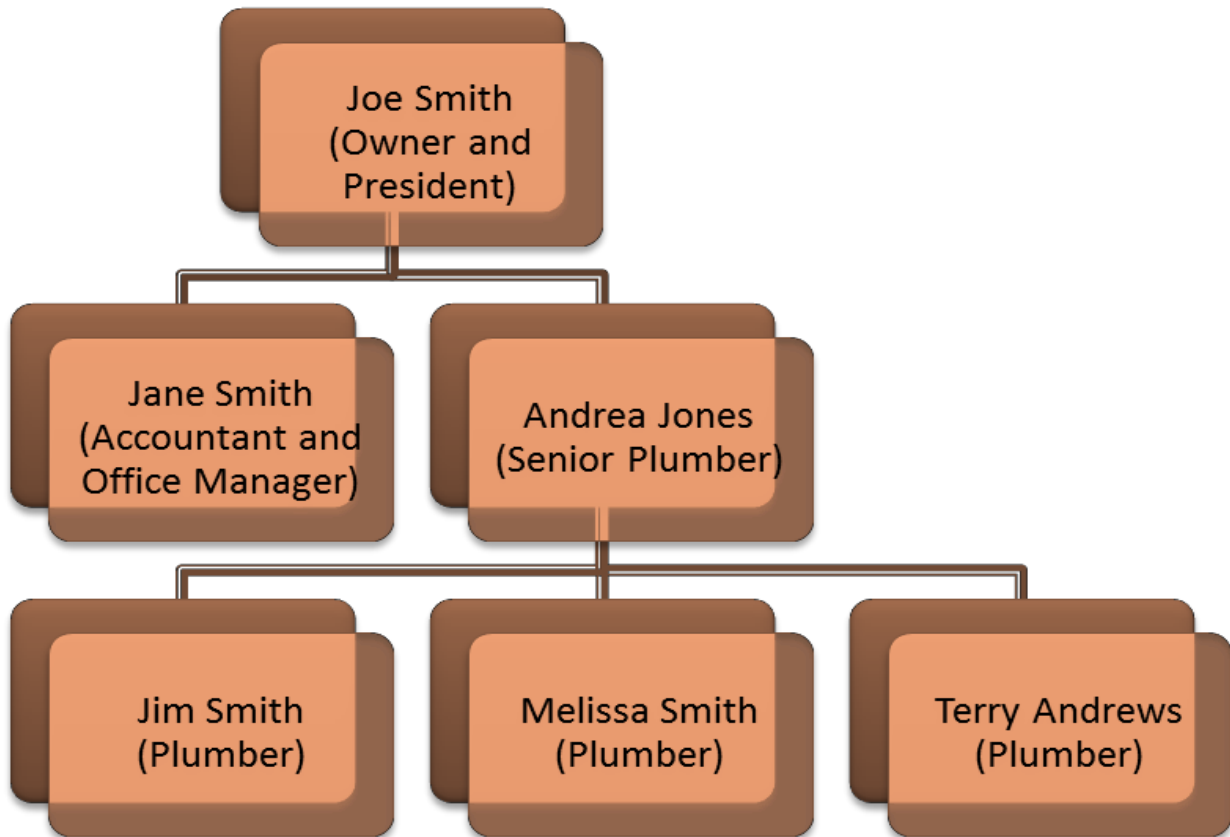 Joe Smith
(Owner and
President)
Jane Smith
(Accountant and
Office Manager)
Andrea Jones
(Senior Plumber)
Jim Smith
(Plumber)
Melissa Smith
(Plumber)
Terry Andrews
(Plumber)